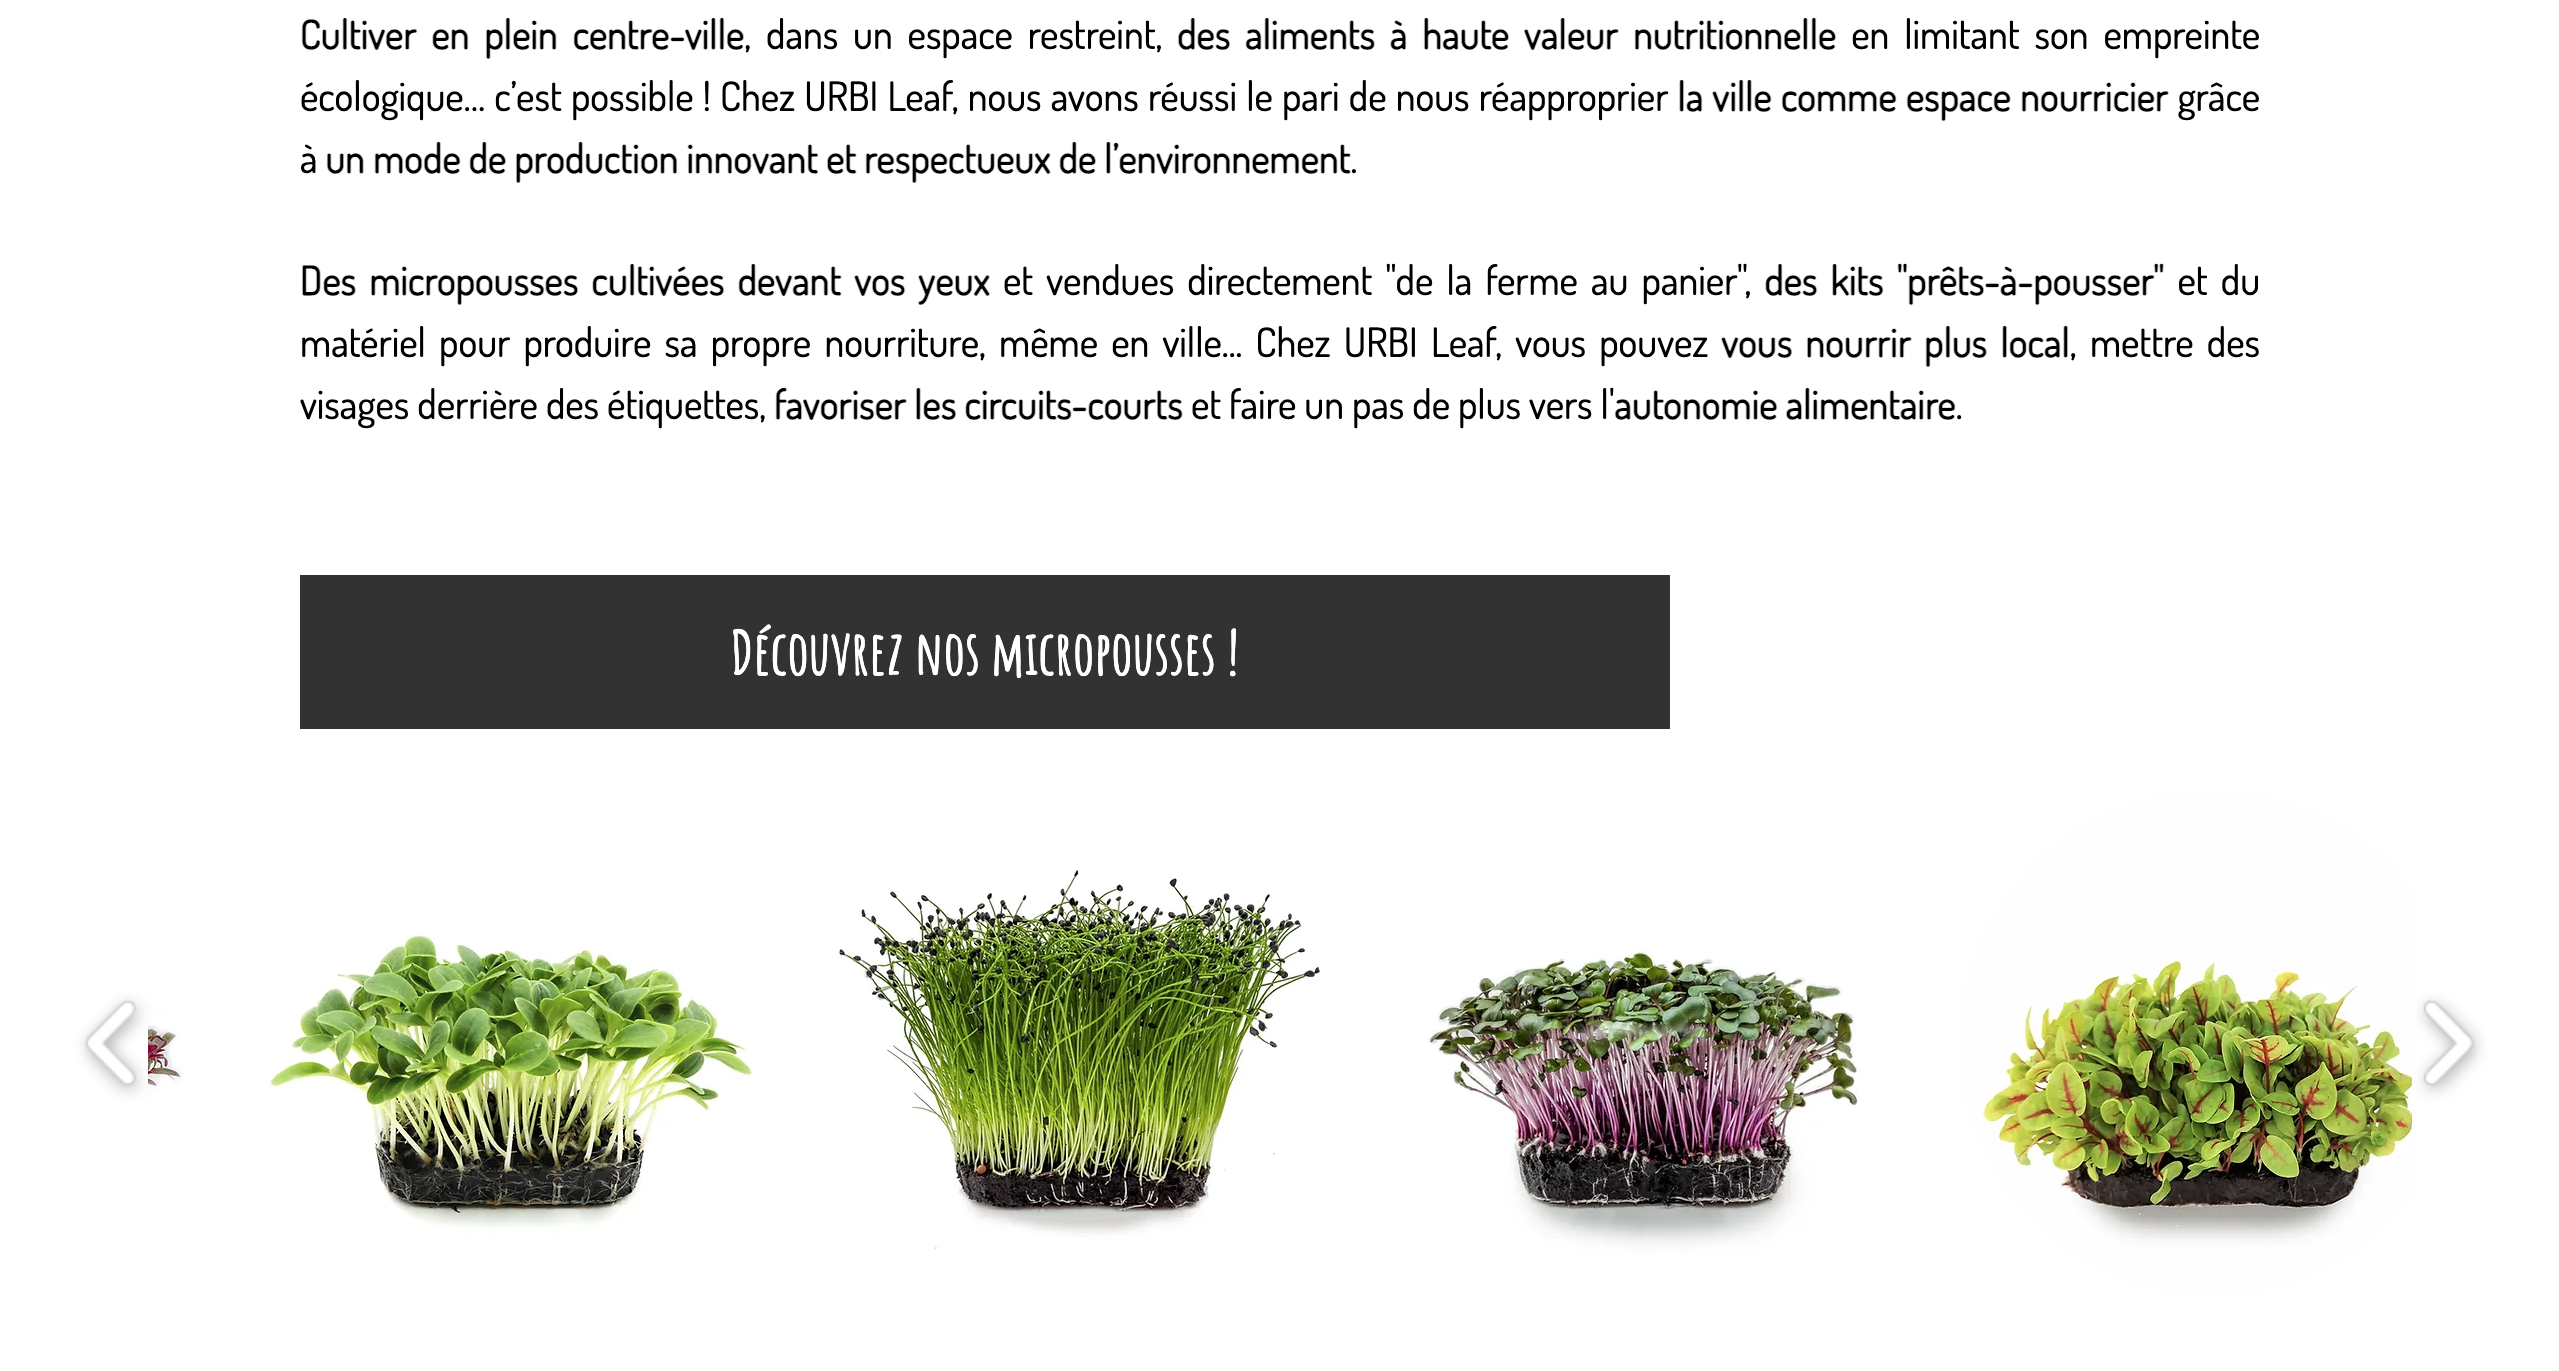 Cultiver en plein centre-ville, dans un espace restreint, des aliments à haute valeur nutritionnelle en limitant son empreinte
écologique... c’est possible ! Chez URBI Leaf, nous avons réussi le pari de nous réapproprier la ville comme espace nourricier grâce
à un mode de production innovant et respectueux de l’environnement.
Des micropousses cultivées devant vos yeux et vendues directement "de la ferme au panier", des kits "prêts-à-pousser" et du
matériel pour produire sa propre nourriture, même en ville... Chez URBI Leaf, vous pouvez vous nourrir plus local, mettre des
visages derrière des étiquettes, favoriser les circuits-courts et faire un pas de plus vers l'autonomie alimentaire.
Découvrez nos micropousses !